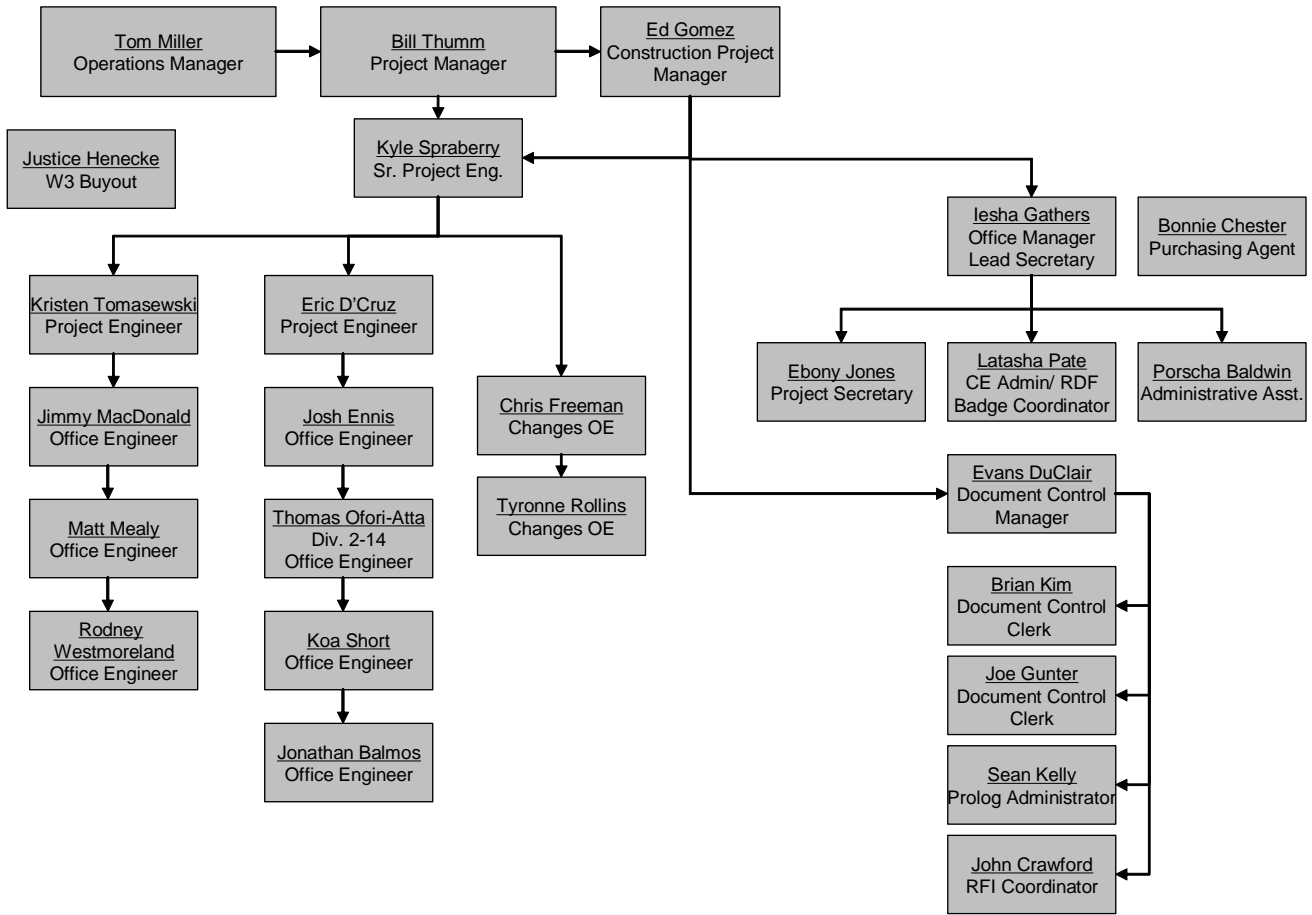 Tom Miller
Operations Manager
Bill Thumm
Project Manager
Ed Gomez
Construction Project
Manager
Justice Henecke
W3 Buyout
Kyle Spraberry
Sr. Project Eng.
Iesha Gathers
Office Manager
Lead Secretary
Bonnie Chester
Purchasing Agent
Kristen Tomasewski
Project Engineer
Eric D'Cruz
Project Engineer
Ebony Jones
Project Secretary
Latasha Pate
CE Admin/ RDF
Badge Coordinator
Porscha Baldwin
Administrative Asst.
Jimmy MacDonald
Office Engineer
Josh Ennis
Office Engineer
Chris Freeman
Changes OE
Matt Mealy
Office Engineer
Thomas Ofori-Atta
Div. 2-14
Office Engineer
Tyronne Rollins
Changes OE
Evans DuClair
Document Control
Manager
Rodney
Westmoreland
Office Engineer
Koa Short
Office Engineer
Brian Kim
Document Control
Clerk
Joe Gunter
Document Control
Clerk
Jonathan Balmos
Office Engineer
Sean Kelly
Prolog Administrator
John Crawford
RFI Coordinator